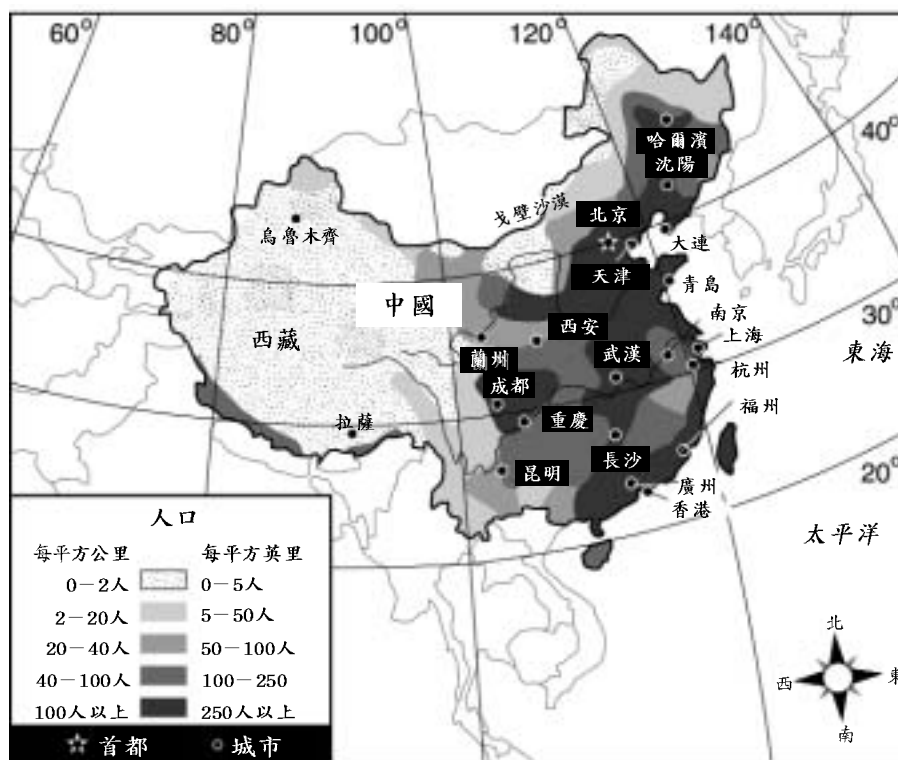 60°
80°
100°
120°
140°
40°
30°
20°
哈爾濱
沈陽
戈壁沙漠
北京
烏魯木齊
大連
天津
青島
中國
南京
西安
上海
西藏
武漢
東海
蘭州
杭州
成都
福州
拉薩
重慶
長沙
昆明
廣州
香港
太平洋
人口
每平方公里 每平方英里
0－2人 0－5人
2－20人 5－50人
20－40人 50－100人
40－100人 100－250
100人以上 250人以上
首都 城市
北
西 東
南